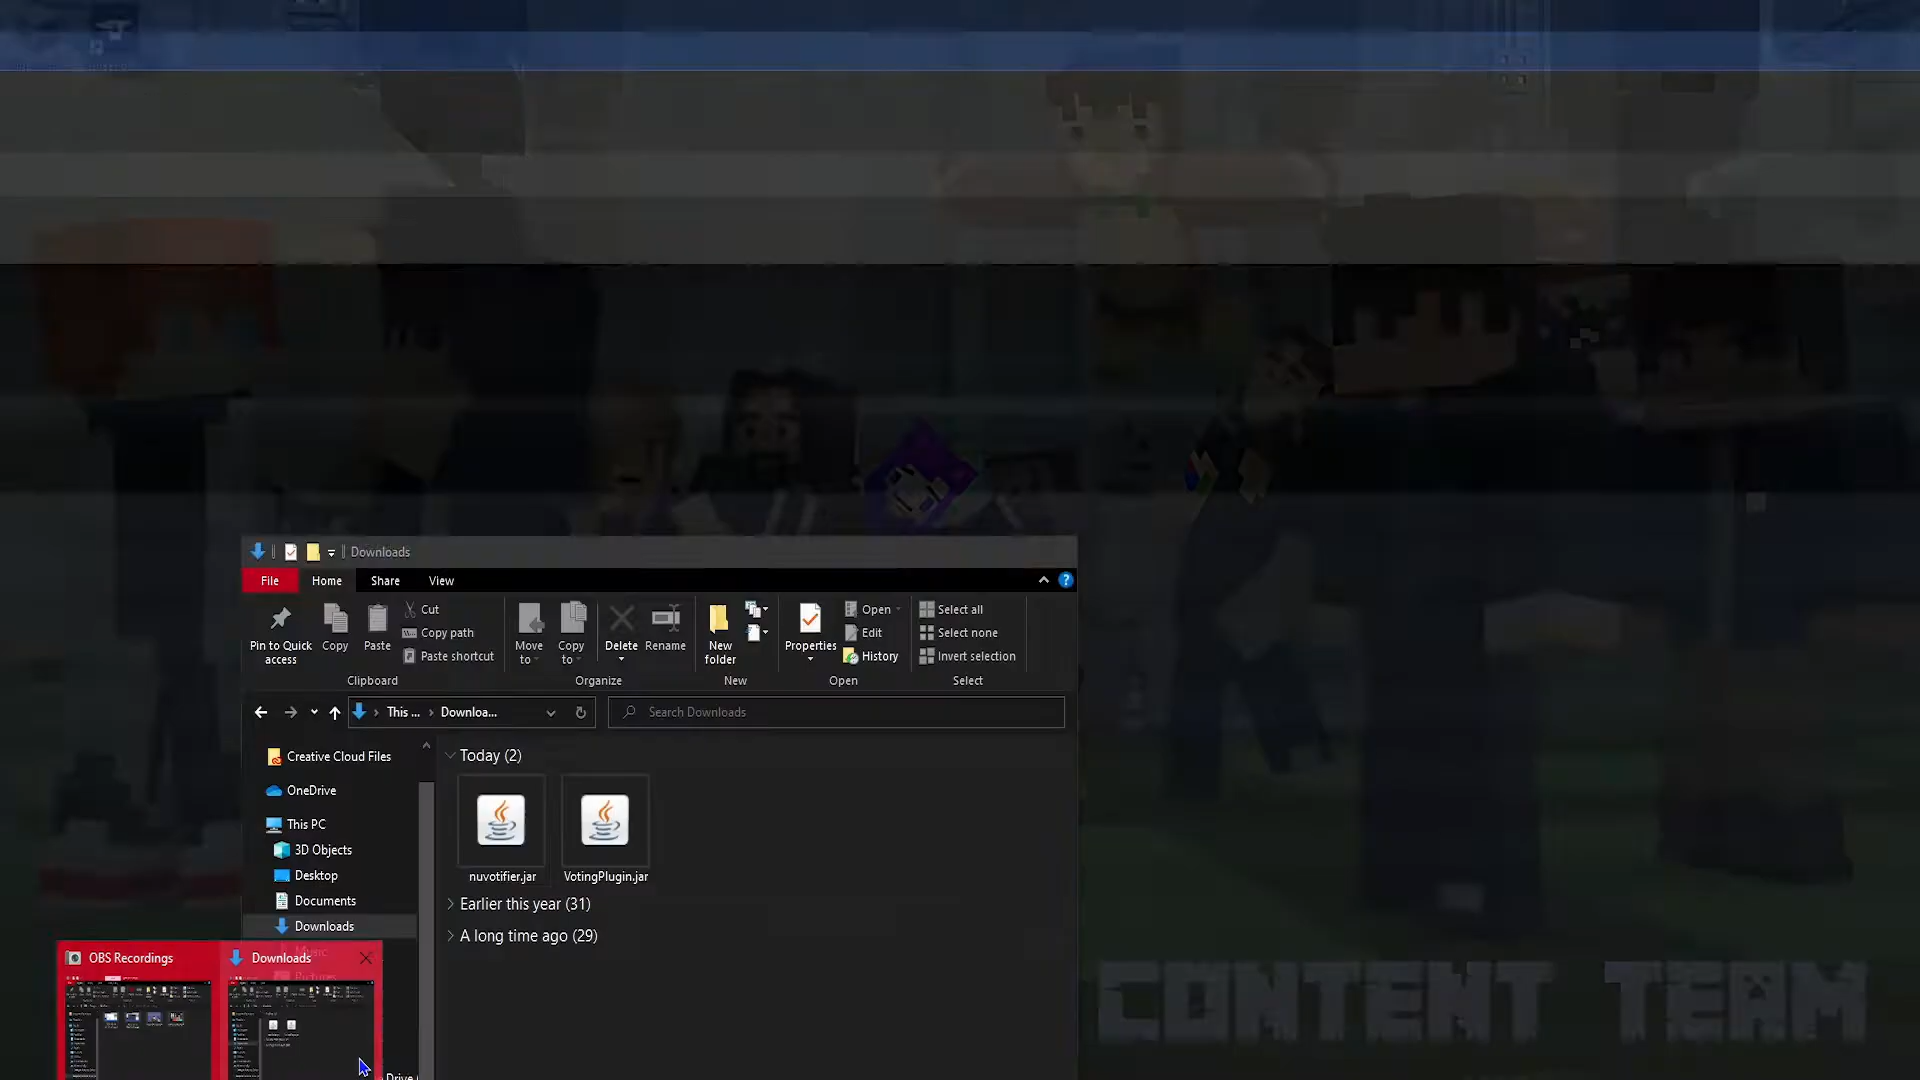 Downloads
File Home Share View
Pin to Quick access
Copy
Paste
Cut
Copy path
Paste shortcut
Clipboard
Move to
Copy to
Delete
Rename
Organize
New folder
New
Properties
Open
Edit
History
Open
Select all
Select none
Invert selection
Select
This ... Downloa...
Search Downloads
Creative Cloud Files
OneDrive
This PC
3D Objects
Desktop
Documents
Downloads
Music
Pictures
Drive
Today (2)
nuvotifier.jar VotingPlugin.jar
Earlier this year (31)
A long time ago (29)
OBS Recordings
Downloads
CONTENT TEAM